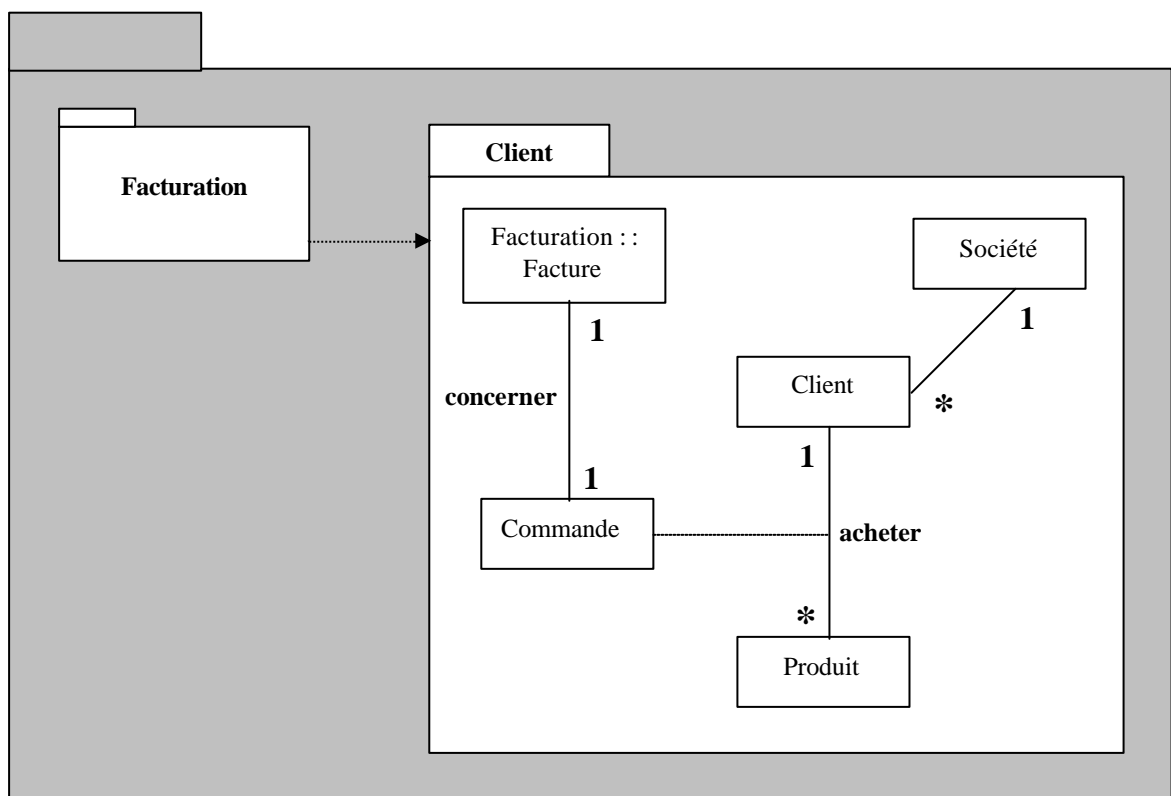 Client
Facturation
Facturation : :
Facture
Société
1
1
concerner
Client
*
1
1
Commande
acheter
*
Produit